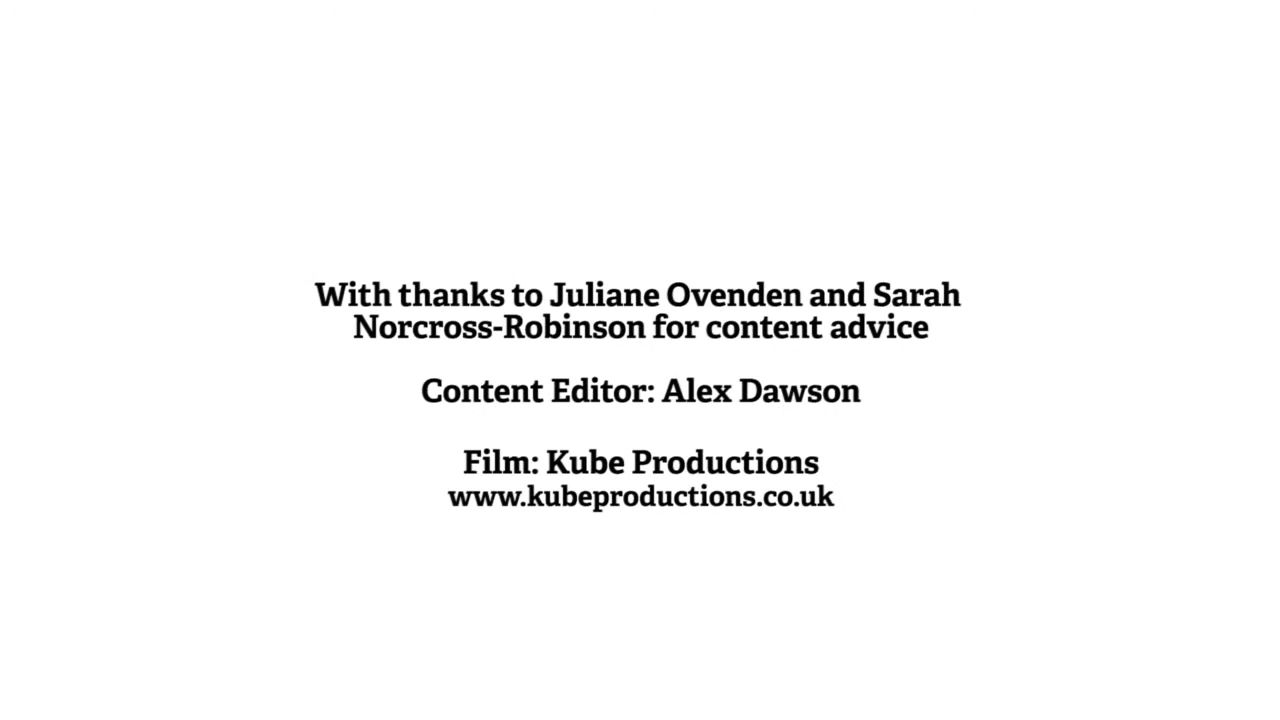 With thanks to Juliane Ovenden and Sarah
Norcross-Robinson for content advice
Content Editor: Alex Dawson
Film: Kube Productions
www.kubeproductions.co.uk